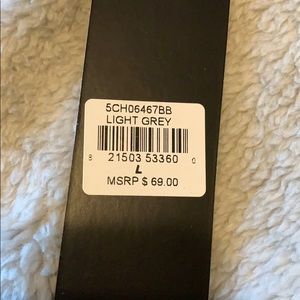 5CH06467BB
LIGHT GREY
8 21503 53360 0
L
MSRP $ 69.00